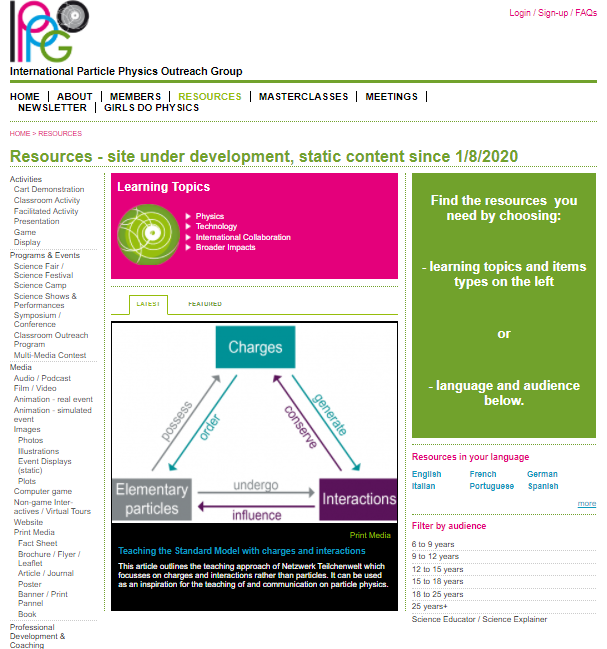 IPPOG
Login / Sign-up / FAQs
International Particle Physics Outreach Group
HOME | ABOUT | MEMBERS | RESOURCES | MASTERCLASSES | MEETINGS |
NEWSLETTER | GIRLS DO PHYSICS
HOME > RESOURCES
Resources - site under development, static content since 1/8/2020
Activities
Cart Demonstration
Classroom Activity
Facilitated Activity
Presentation
Game
Display
Programs & Events
Science Fair /
Science Festival
Science Camp
Science Shows &
Performances
Symposium /
Conference
Classroom Outreach
Program
Multi-Media Contest
Media
Audio / Podcast
Film / Video
Animation - real event
Animation - simulated
event
Images
Photos
Illustrations
Event Displays
(static)
Plots
Computer game
Non-game Inter-
actives / Virtual Tours
Website
Print Media
Fact Sheet
Brochure / Flyer /
Leaflet
Article / Journal
Poster
Banner / Print
Pannel
Book
Professional
Development &
Coaching
Learning Topics
Physics
Technology
International Collaboration
Broader Impacts
LATEST
FEATURED
Charges
possess
order
conserve
generate
Elementary
particles
undergo
influence
Interactions
Print Media
Teaching the Standard Model with charges and interactions
This article outlines the teaching approach of Netzwerk Teilchenwelt which
focusses on charges and interactions rather than particles. It can be used
as an inspiration for the teaching of and communication on particle physics.
Find the resources you
need by choosing:
- learning topics and items
types on the left
or
- language and audience
below.
Resources in your language
English French German
Italian Portuguese Spanish
more
Filter by audience
6 to 9 years
9 to 12 years
12 to 15 years
15 to 18 years
18 to 25 years
25 years+
Science Educator / Science Explainer